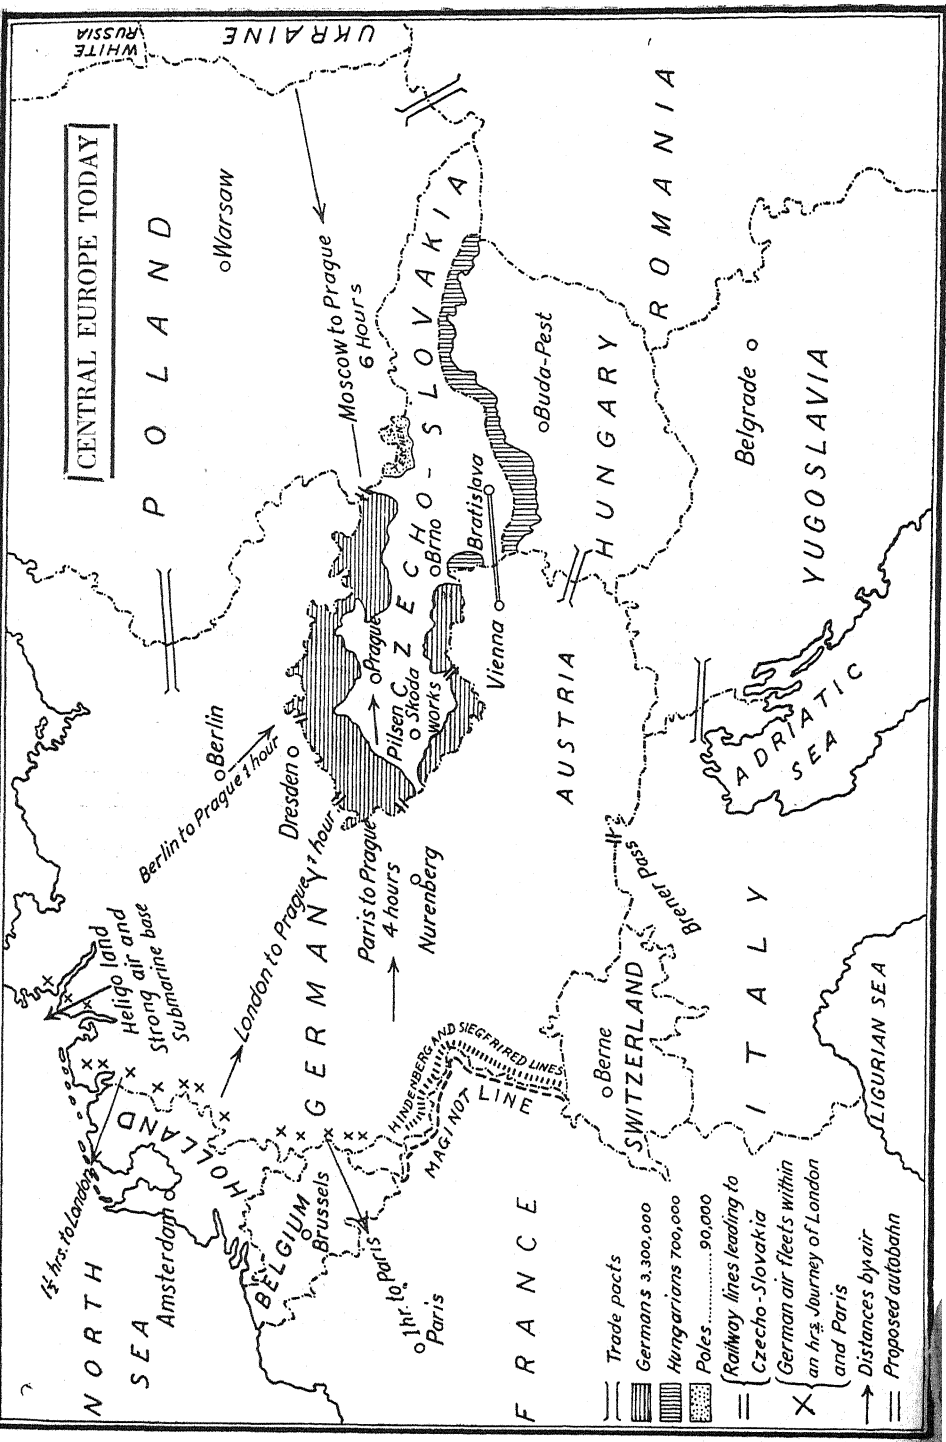 CENTRAL EUROPE TODAY
WHITE
RUSSIA
UKRAINE
POLAND
Warsaw
Moscow to Prague
6 Hours
CZECHO-SLOVAKIA
ROMANIA
Buda-Pest
HUNGARY
Belgrade
YUGOSLAVIA
Bratislava
Brno
Vienna
Prague
Pilsen
Skoda
works
AUSTRIA
ADRIATIC
SEA
Berlin
Berlin to Prague 1 hour
Dresden
London to Prague
hour
Paris to Prague
4 hours
Nurenberg
GERMANY
Heligo land
Strong air and
Submarine base
Brener Pass
ITALY
LIGURIAN SEA
SWITZERLAND
Berne
HINDENBERG AND SIEGFRIRED LINES
MAGINOT LINE
HOLLAND
Amsterdam
BELGIUM
Brussels
1½ hrs. to London
NORTH
SEA
1hr. to Paris
Paris
FRANCE
Trade pacts
Germans 3,300,000
Hungarians 700,000
Poles..........90,000
Railway lines leading to
Czecho-Slovakia
German air fleets within
an hrs. Journey of London
and Paris
Distances by air
Proposed autobahn